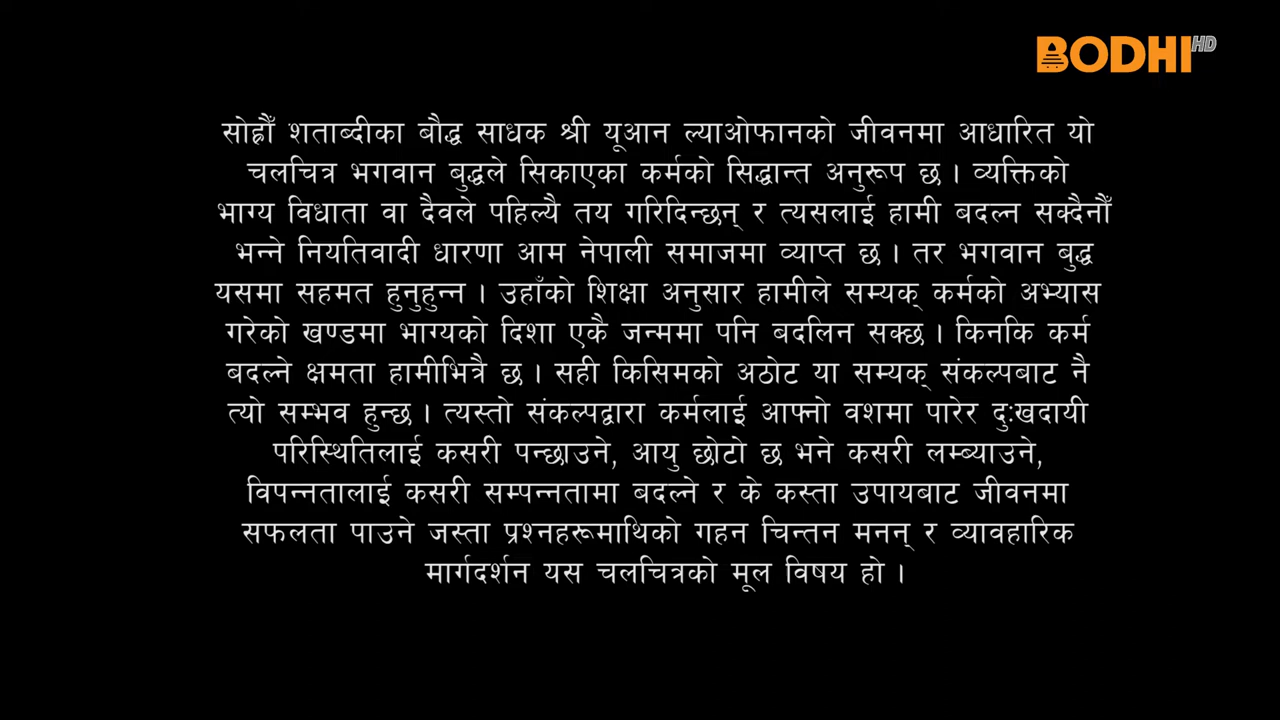 BODHI HD
सोह्रौँ शताब्दीका बौद्ध साधक श्री यूआन ल्याओफानको जीवनमा आधारित यो
चलचित्र भगवान बुद्धले सिकाएका कर्मको सिद्धान्त अनुरूप छ । व्यक्तिको
भाग्य विधाता वा दैवले पहिल्यै तय गरिदिन्छन् र त्यसलाई हामी बदल्न सक्दैनौँ
भन्ने नियतिवादी धारणा आम नेपाली समाजमा व्याप्त छ । तर भगवान बुद्ध
यसमा सहमत हुनुहुन्न । उहाँको शिक्षा अनुसार हामीले सम्यक् कर्मको अभ्यास
गरेको खण्डमा भाग्यको दिशा एकै जन्ममा पनि बदलिन सक्छ । किनकि कर्म
बदल्ने क्षमता हामीभित्रै छ । सही किसिमको अठोट या सम्यक् संकल्पबाट नै
त्यो सम्भव हुन्छ । त्यस्तो संकल्पद्वारा कर्मलाई आफ्नो वशमा पारेर दुःखदायी
परिस्थितिलाई कसरी पन्छाउने, आयु छोटो छ भने कसरी लम्ब्याउने,
विपन्नतालाई कसरी सम्पन्नतामा बदल्ने र के कस्ता उपायबाट जीवनमा
सफलता पाउने जस्ता प्रश्नहरूमाथिको गहन चिन्तन मनन् र व्यावहारिक
मार्गदर्शन यस चलचित्रको मूल विषय हो ।